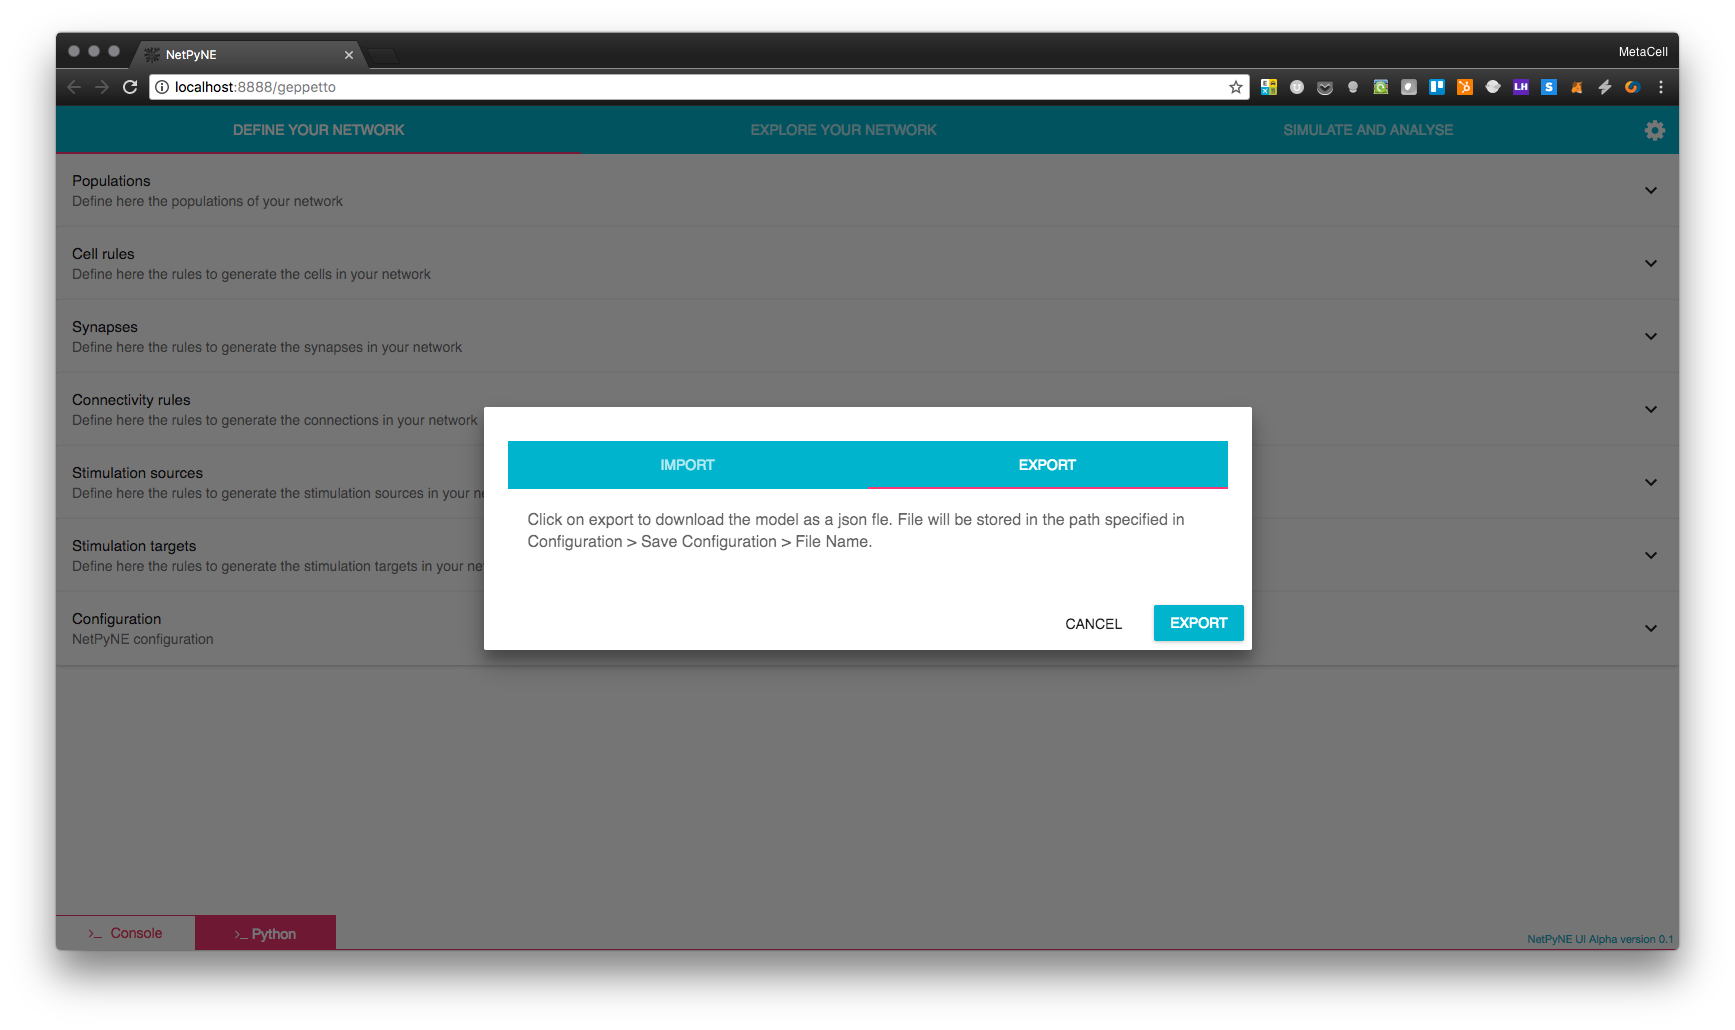 NetPyNE
MetaCell
localhost:8888/geppetto
LH
S
DEFINE YOUR NETWORK
EXPLORE YOUR NETWORK
SIMULATE AND ANALYSE
Populations
Define here the populations of your network
Cell rules
Define here the rules to generate the cells in your network
Synapses
Define here the rules to generate the synapses in your network
Connectivity rules
Define here the rules to generate the connections in your network
Stimulation sources
Define here the rules to generate the stimulation sources in your
Stimulation targets
Define here the rules to generate the stimulation targets in your
Configuration
NetPyNE configuration
IMPORT
EXPORT
Click on export to download the model as a json fle. File will be stored in the path specified in
Configuration > Save Configuration > File Name.
CANCEL
EXPORT
>_ Console
>_ Python
NetPyNE UI Alpha version 0.1